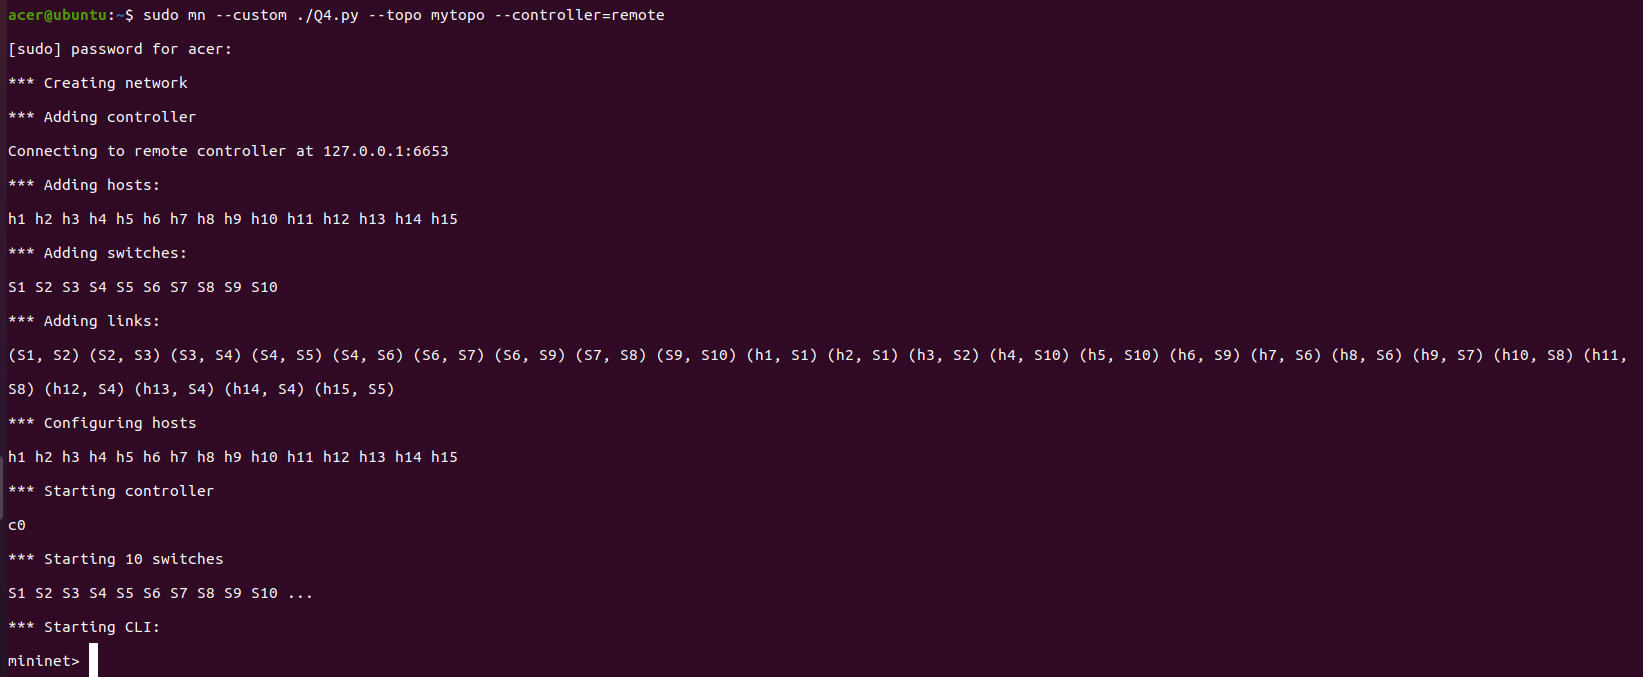 acer@ubuntu:~$ sudo mn --custom ./Q4.py --topo mytopo --controller=remote
[sudo] password for acer:
*** Creating network
*** Adding controller
Connecting to remote controller at 127.0.0.1:6653
*** Adding hosts:
h1 h2 h3 h4 h5 h6 h7 h8 h9 h10 h11 h12 h13 h14 h15
*** Adding switches:
S1 S2 S3 S4 S5 S6 S7 S8 S9 S10
*** Adding links:
(S1, S2) (S2, S3) (S3, S4) (S4, S5) (S4, S6) (S6, S7) (S6, S9) (S7, S8) (S9, S10) (h1, S1) (h2, S1) (h3, S2) (h4, S10) (h5, S10) (h6, S9) (h7, S6) (h8, S6) (h9, S7) (h10, S8) (h11,
S8) (h12, S4) (h13, S4) (h14, S4) (h15, S5)
*** Configuring hosts
h1 h2 h3 h4 h5 h6 h7 h8 h9 h10 h11 h12 h13 h14 h15
*** Starting controller
c0
*** Starting 10 switches
S1 S2 S3 S4 S5 S6 S7 S8 S9 S10 ...
*** Starting CLI:
mininet>